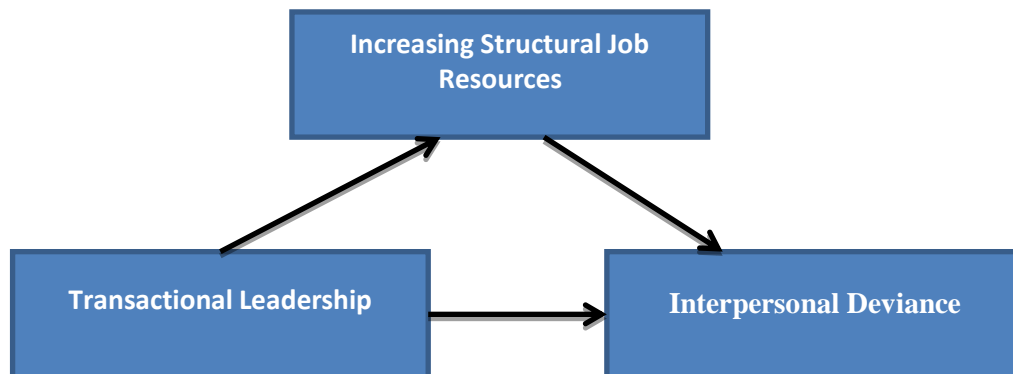 Increasing Structural Job
Resources
Transactional Leadership
Interpersonal Deviance